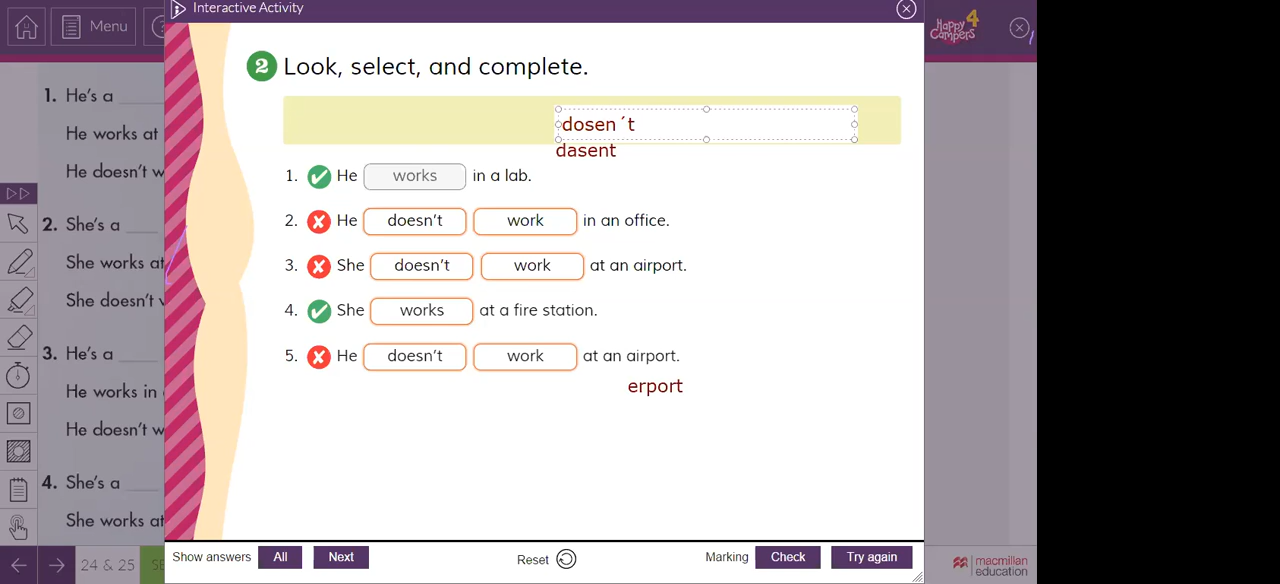 Interactive Activity
Menu
Happy Campers 4
2 Look, select, and complete.
dosen´t
dasent
1. He works in a lab.
2. He doesn't work in an office.
3. She doesn't work at an airport.
4. She works at a fire station.
5. He doesn't work at an airport.
erport
1. He's a ____
He works at
He doesn't w
2. She's a ____
She works at
She doesn't w
3. He's a ____
He works in
He doesn't w
4. She's a ____
She works at
24 & 25
Show answers All Next Reset Marking Check Try again
macmillan
education